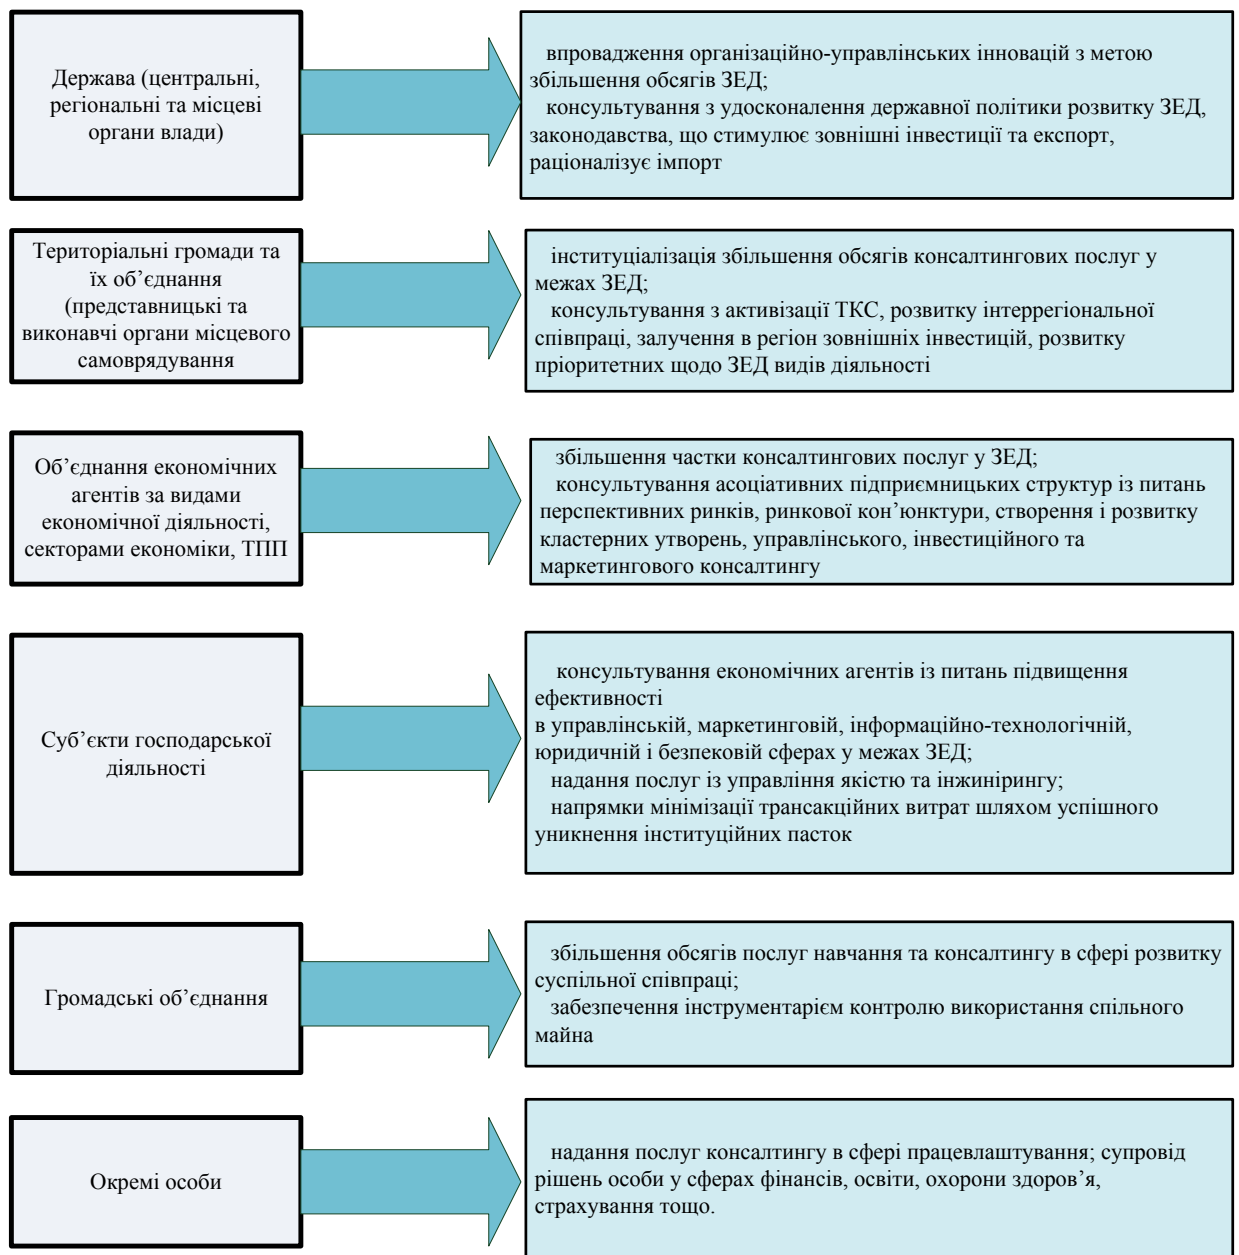 Держава (центральні,
регіональні та місцеві
органи влади)
впровадження організаційно-управлінських інновацій з метою
збільшення обсягів ЗЕД;
консультування з удосконалення державної політики розвитку ЗЕД,
законодавства, що стимулює зовнішні інвестиції та експорт,
раціоналізує імпорт
Територіальні громади та
їх об’єднання
(представницькі та
виконавчі органи місцевого
самоврядування
інституціалізація збільшення обсягів консалтингових послуг у
межах ЗЕД;
консультування з активізації ТКС, розвитку інтеррегіональної
співпраці, залучення в регіон зовнішніх інвестицій, розвитку
пріоритетних щодо ЗЕД видів діяльності
Об’єднання економічних
агентів за видами
економічної діяльності,
секторами економіки, ТПП
збільшення частки консалтингових послуг у ЗЕД;
консультування асоціативних підприємницьких структур із питань
перспективних ринків, ринкової кон’юнктури, створення і розвитку
кластерних утворень, управлінського, інвестиційного та
маркетингового консалтингу
Суб’єкти господарської
діяльності
консультування економічних агентів із питань підвищення
ефективності
в управлінській, маркетинговій, інформаційно-технологічній,
юридичній і безпековій сферах у межах ЗЕД;
надання послуг із управління якістю та інжинірингу;
напрямки мінімізації трансакційних витрат шляхом успішного
уникнення інституційних пасток
Громадські об’єднання
збільшення обсягів послуг навчання та консалтингу в сфері розвитку
суспільної співпраці;
забезпечення інструментарієм контролю використання спільного
майна
Окремі особи
надання послуг консалтингу в сфері працевлаштування; супровід
рішень особи у сферах фінансів, освіти, охорони здоров’я,
страхування тощо.